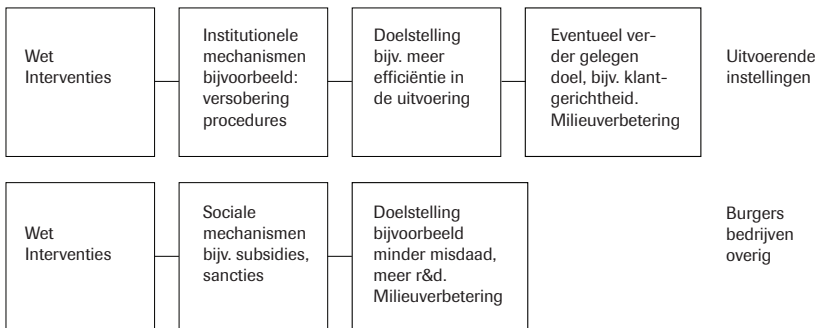 Wet
Interventies
Institutionele
mechanismen
bijvoorbeeld:
versobering
procedures
Doelstelling
bijv. meer
efficiëntie in
de uitvoering
Eventueel ver-
der gelegen
doel, bijv. klant-
gerichtheid.
Milieuverbetering
Uitvoerende
instellingen
Wet
Interventies
Sociale
mechanismen
bijv. subsidies,
sancties
Doelstelling
bijvoorbeeld
minder misdaad,
meer r&d.
Milieuverbetering
Burgers
bedrijven
overig